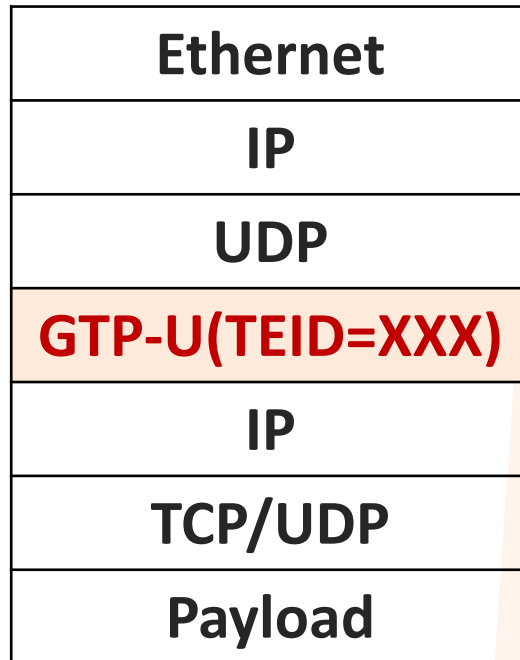 Ethernet
IP
UDP
GTP-U(TEID=XXX)
IP
TCP/UDP
Payload